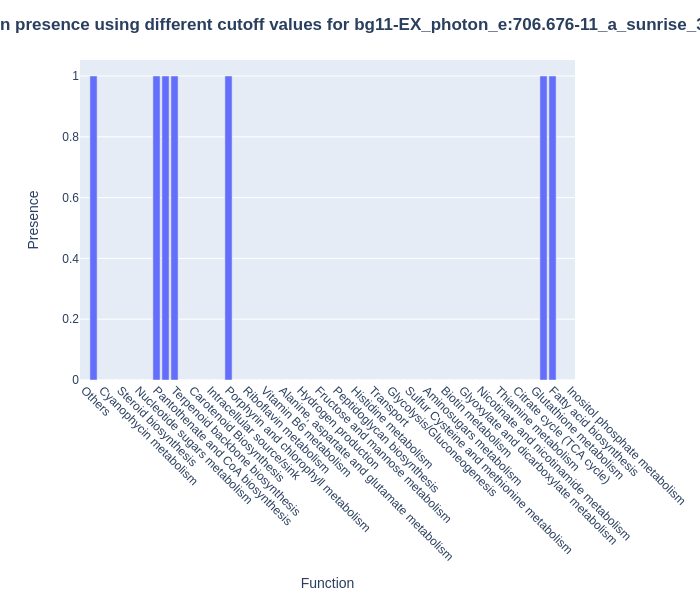 n presence using different cutoff values for bg11-EX_photon_e:706.676-11_a_sunrise_3
1
0.8
0.6
0.4
0.2
0
Presence
Others
Cyanophycin metabolism
Steroid biosynthesis
Nucleotide sugars metabolism
Pantothenate and CoA biosynthesis
Terpenoid backbone biosynthesis
Carotenoid Biosynthesis
Intracellular source/sink
Porphyrin and chlorophyll metabolism
Riboflavin metabolism
Vitamin B6 metabolism
Alanine, aspartate and glutamate metabolism
Hydrogen production
Fructose and mannose metabolism
Peptidoglycan biosynthesis
Histidine metabolism
Transport
Glycolysis/Gluconeogenesis
Sulfur Cysteine and methionine metabolism
Aminosugars metabolism
Biotin metabolism
Glyoxylate and dicarboxylate metabolism
Nicotinate and nicotinamide metabolism
Thiamine metabolism
Citrate cycle (TCA cycle)
Glutathione metabolism
Fatty acid biosynthesis
Inositol phosphate metabolism
Function